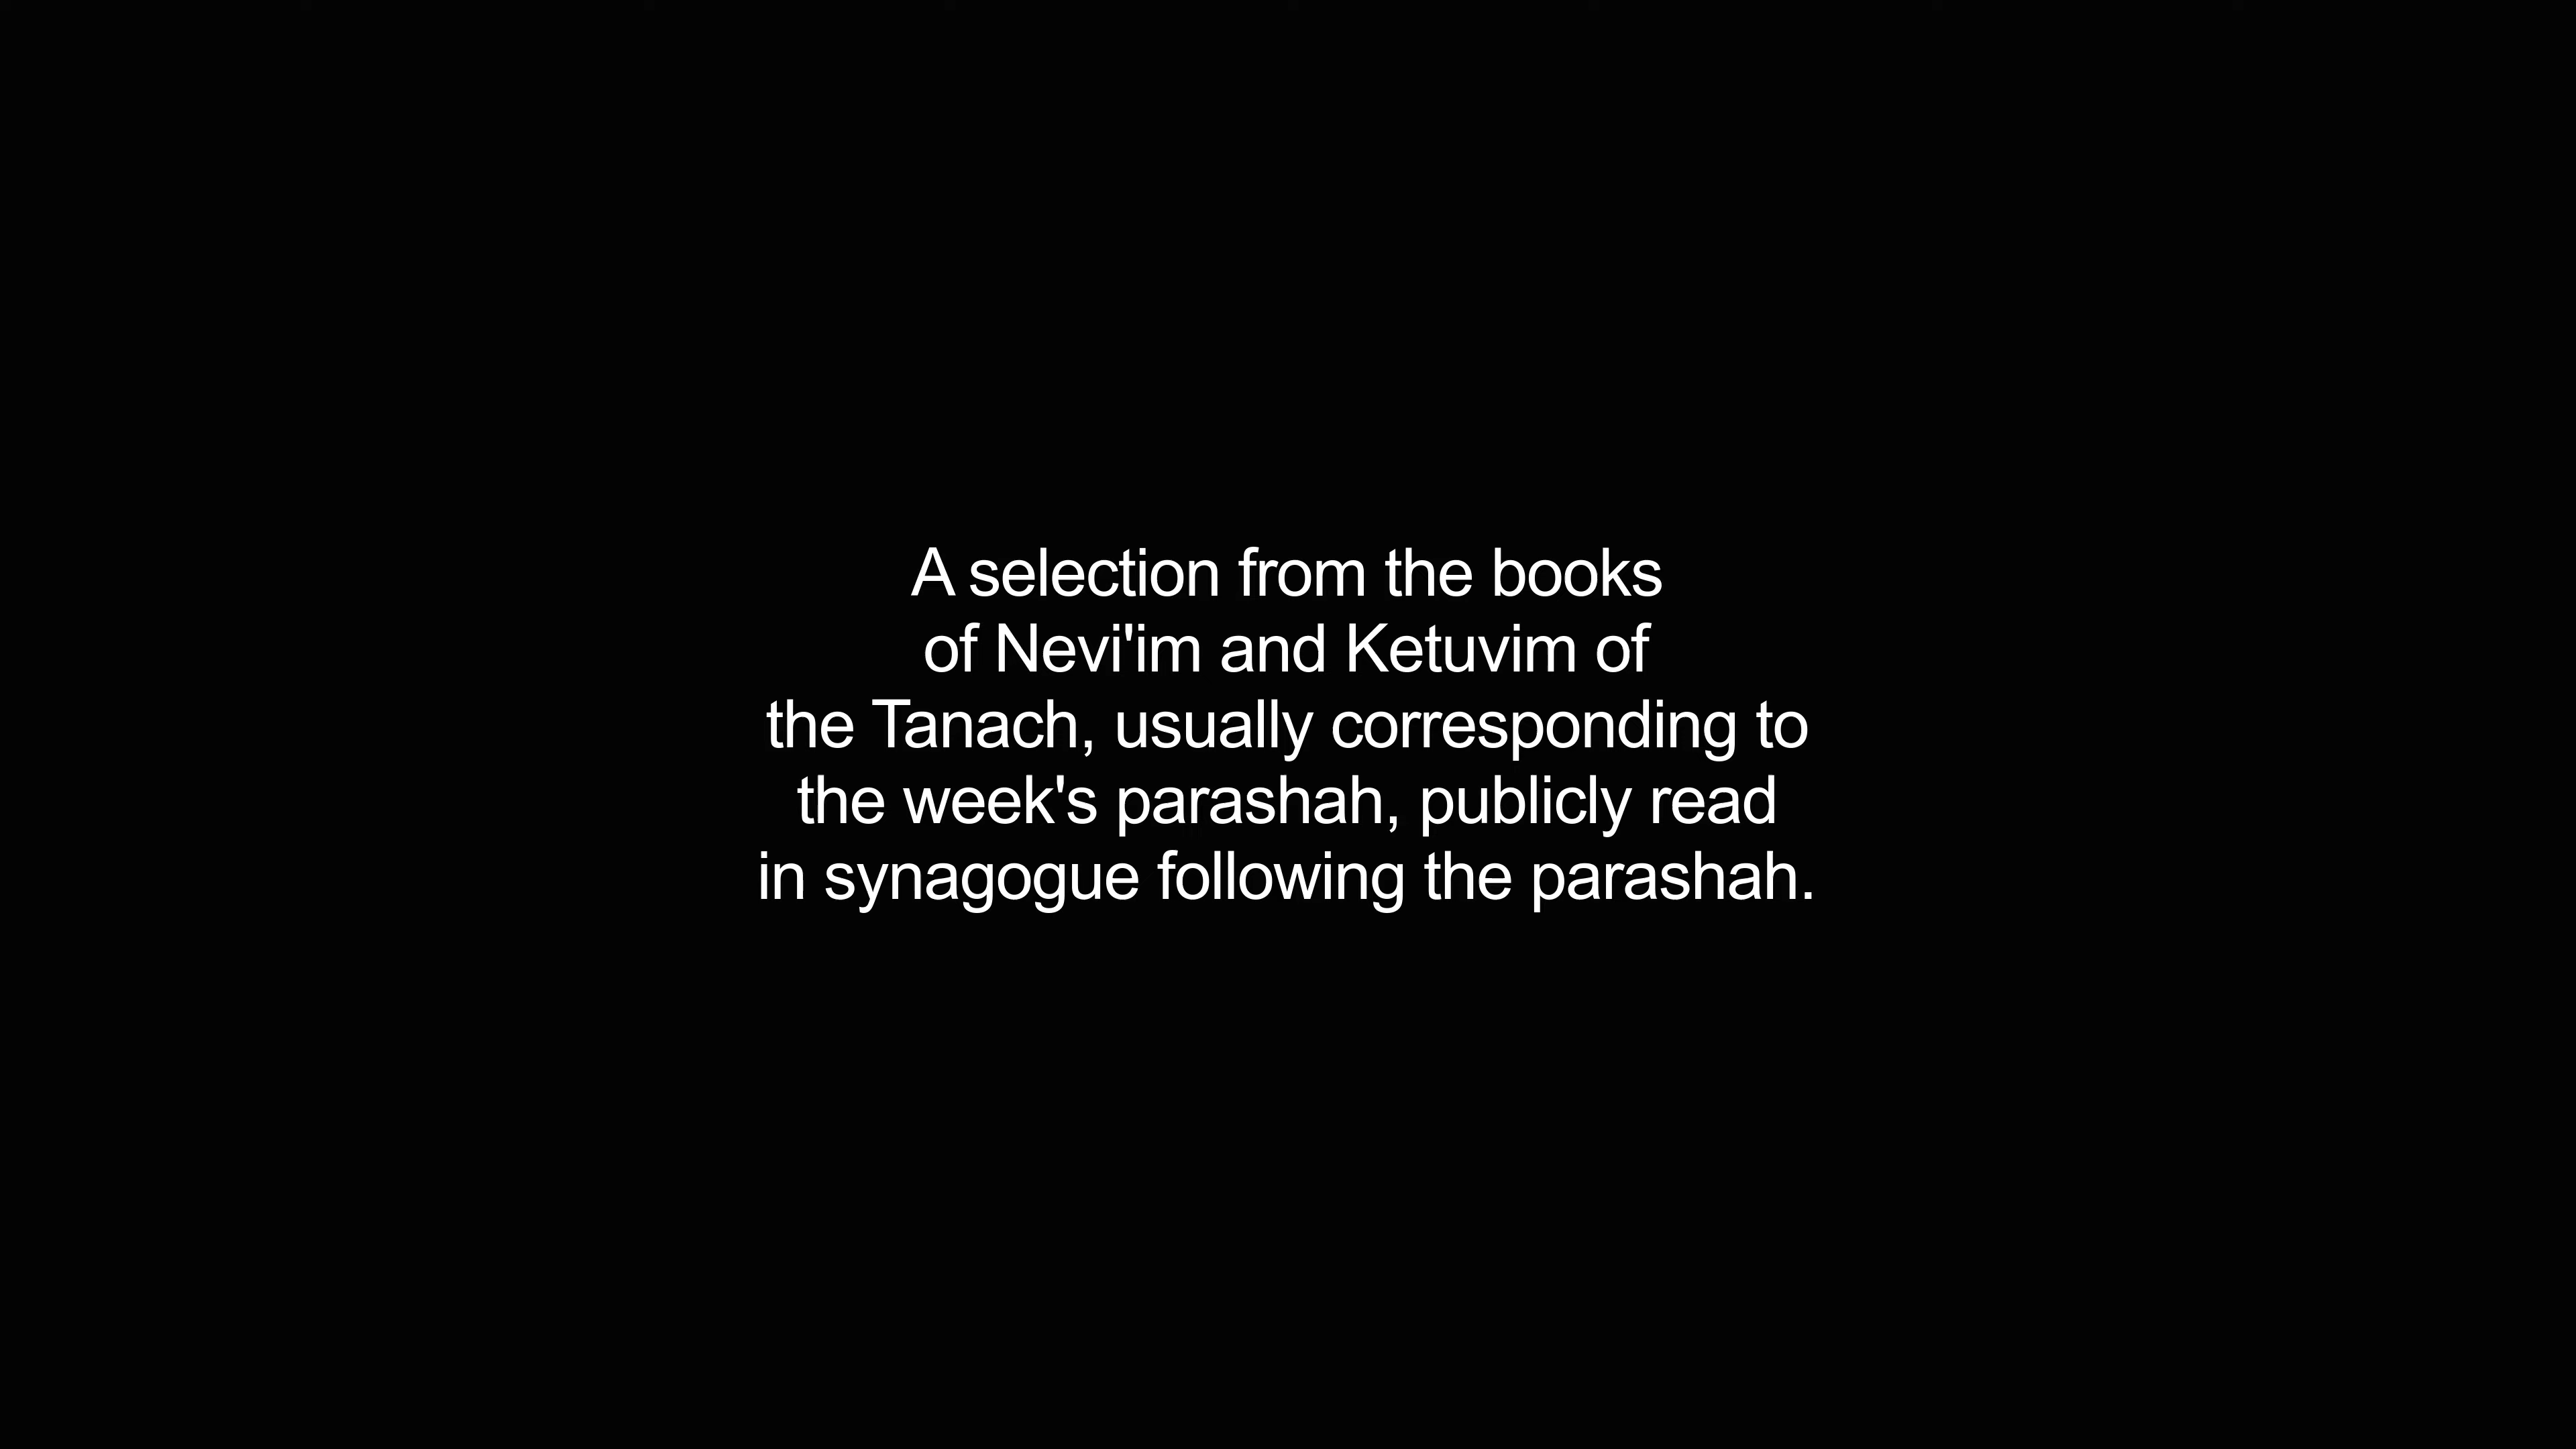 A selection from the books
of Nevi'im and Ketuvim of
the Tanach, usually corresponding to
the week's parashah, publicly read
in synagogue following the parashah.